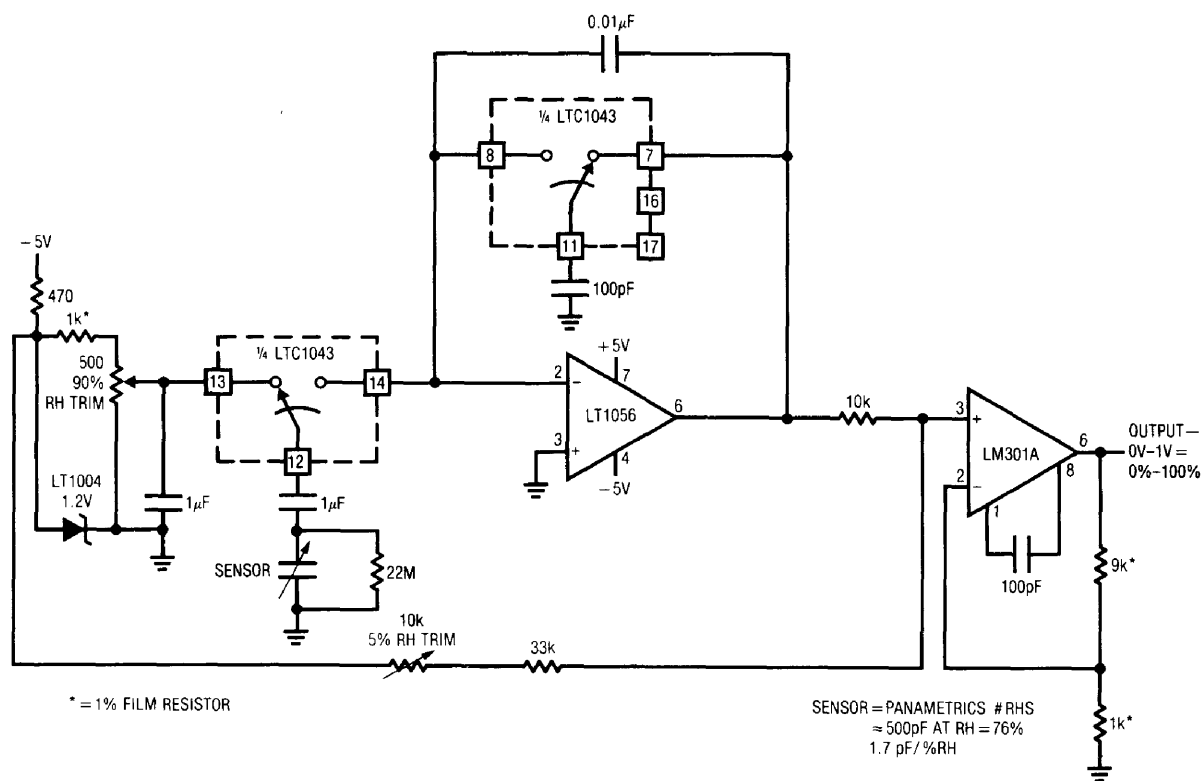 0.01μF
¼ LTC1043
8
7
16
11
17
100pF
−5V
470
1k*
500
90%
RH TRIM
¼ LTC1043
13
14
12
LT1004
1.2V
1μF
1μF
SENSOR
22M
+5V
7
2
−
LT1056
6
3
+
4
−5V
10k
3
+
LM301A
6
8
2
−
1
100pF
OUTPUT—
0V–1V=
0%–100%
9k*
10k
5% RH TRIM
33k
1k*
* = 1% FILM RESISTOR
SENSOR = PANAMETRICS #RHS
≈ 500pF AT RH = 76%
1.7 pF/%RH